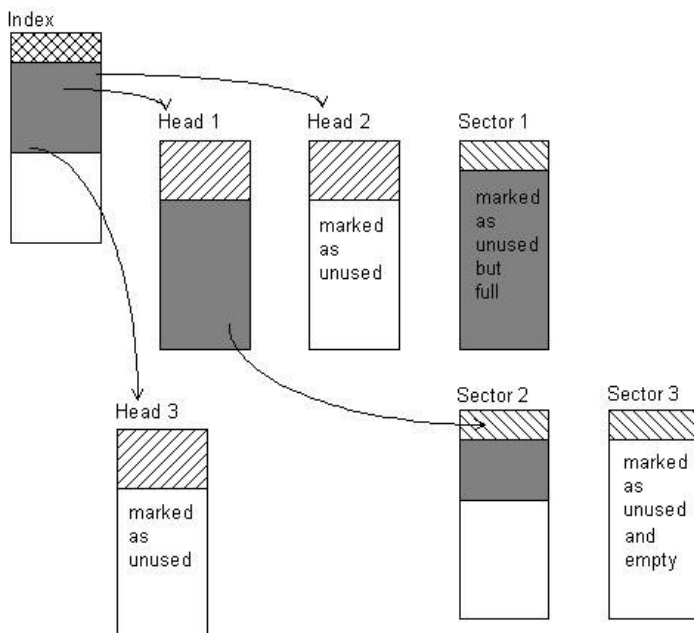 Index
Head 1
Head 2
Sector 1
marked
as
unused
marked
as
unused
but
full
Head 3
Sector 2
Sector 3
marked
as
unused
marked
as
unused
and
empty